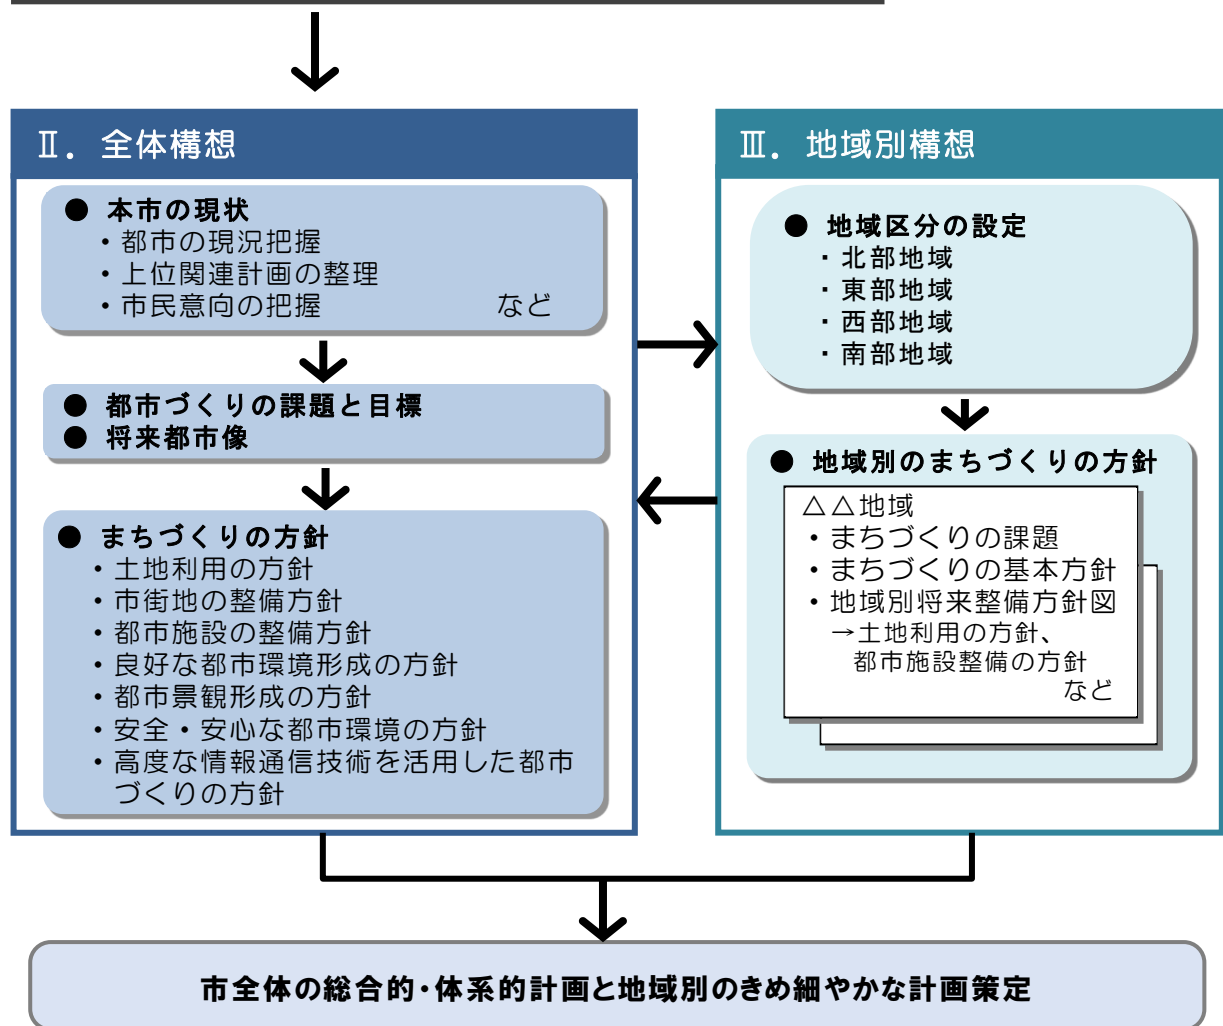 Ⅱ．全体構想
● 本市の現状
・都市の現況把握
・上位関連計画の整理
・市民意向の把握 など
● 都市づくりの課題と目標
● 将来都市像
● まちづくりの方針
・土地利用の方針
・市街地の整備方針
・都市施設の整備方針
・良好な都市環境形成の方針
・都市景観形成の方針
・安全・安心な都市環境の方針
・高度な情報通信技術を活用した都市
づくりの方針
Ⅲ．地域別構想
● 地域区分の設定
・北部地域
・東部地域
・西部地域
・南部地域
● 地域別のまちづくりの方針
△△地域
・まちづくりの課題
・まちづくりの基本方針
・地域別将来整備方針図
→土地利用の方針、
都市施設整備の方針
など
市全体の総合的・体系的計画と地域別のきめ細やかな計画策定